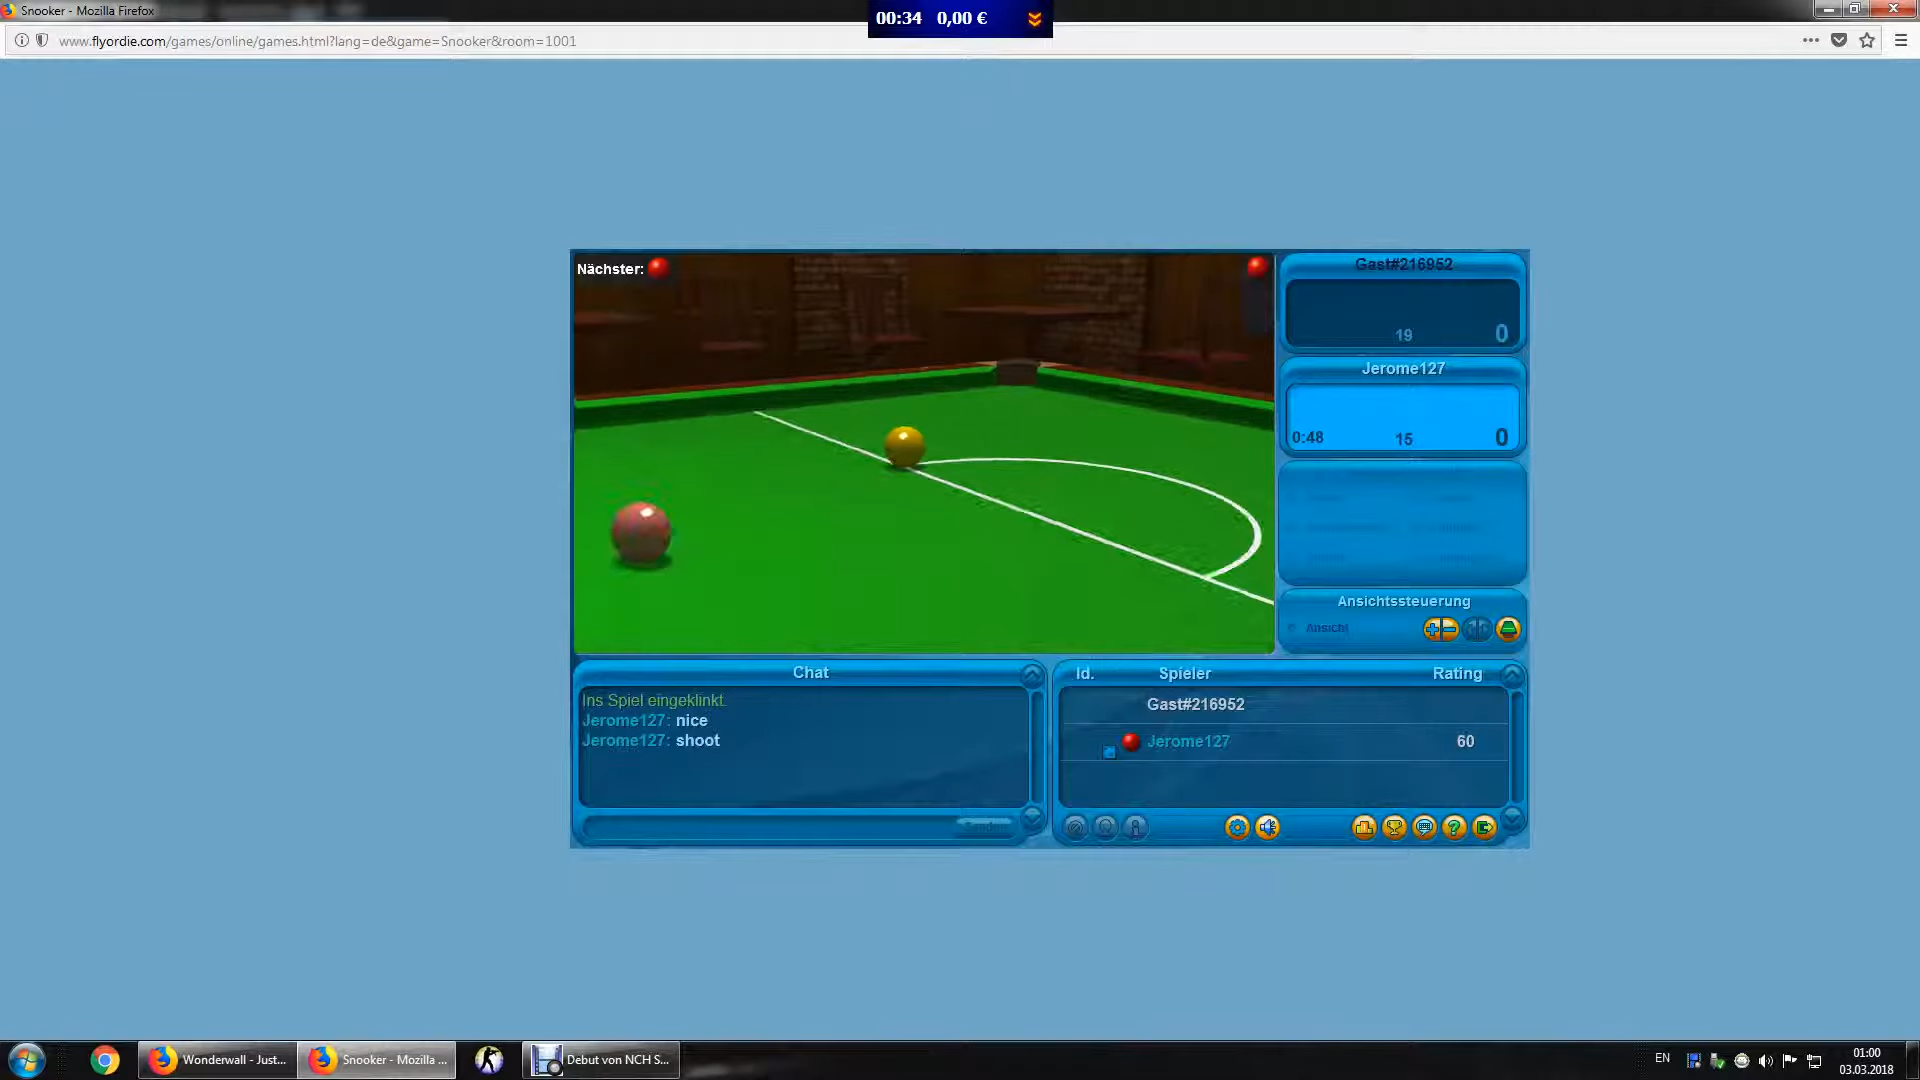 Snooker - Mozilla Firefox
00:34 0,00 €
www.flyordie.com/games/online/games.html?lang=de&game=Snooker&room=1001
Nächster:
Gast#216952
19 0
Jerome127
0:48 15 0
Ansichtssteuerung
Ansicht
Chat
Ins Spiel eingeklinkt.
Jerome127: nice
Jerome127: shoot
Senden
Id. Spieler Rating
Gast#216952
Jerome127 60
Wonderwall - Just...
Snooker - Mozilla ...
Debut von NCH S...
EN
01:00
03.03.2018